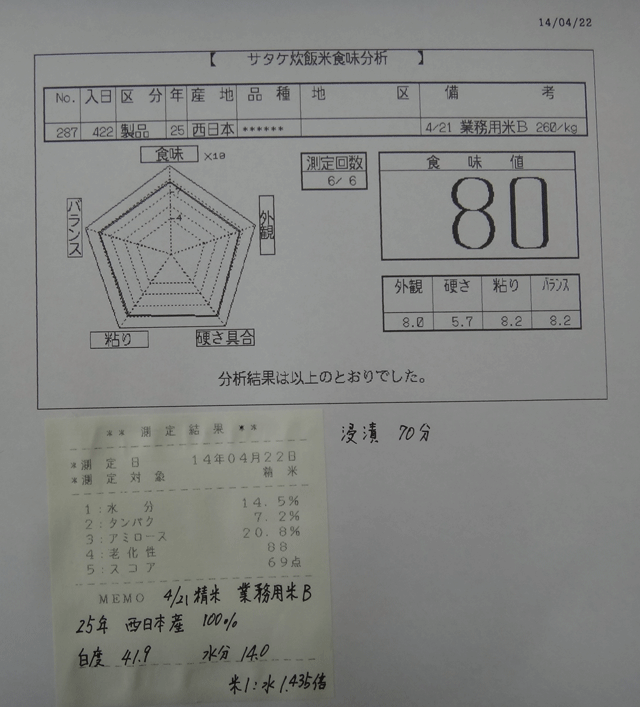 14/04/22
【 サタケ炊飯米食味分析 】
No. 入日 区分 年 産地 品種 地区 備考
287 422 製品 25 西日本 ****** 4/21 業務用米B 260/kg
食味 ×10
測定回数
6/ 6
食味値
80
7
4
バランス
外観
粘り
硬さ具合
外観 硬さ 粘り バランス
8.0 5.7 8.2 8.2
分析結果は以上のとおりでした。
浸漬 70分
** 測定結果 **
*測定日 14年04月22日
*測定対象 精米
1:水分 14.5%
2:タンパク 7.2%
3:アミロース 20.8%
4:老化性 88
5:スコア 69点
MEMO 4/21 精米 業務用米B
25年 西日本産 100%
白度 41.9 水分 14.0
米1:水1.435倍